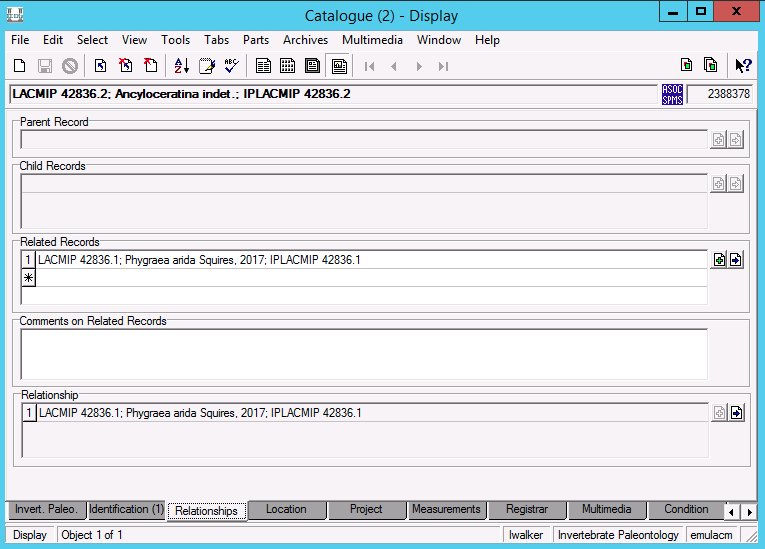 Catalogue (2) - Display
File Edit Select View Tools Tabs Parts Archives Multimedia Window Help
LACMIP 42836.2; Ancyloceratina indet.; IPLACMIP 42836.2 ASOC SPMS 2388378
Parent Record
Child Records
Related Records
1 LACMIP 42836.1; Phygraea arida Squires, 2017; IPLACMIP 42836.1
Comments on Related Records
Relationship
1 LACMIP 42836.1; Phygraea arida Squires, 2017; IPLACMIP 42836.1
Invert. Paleo. Identification (1) Relationships Location Project Measurements Registrar Multimedia Condition
Display Object 1 of 1 lwalker Invertebrate Paleontology emulacm